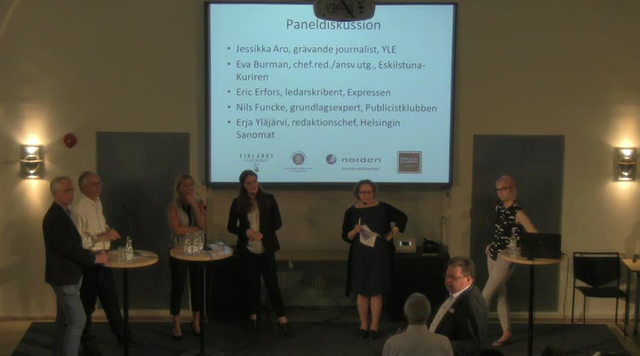 Paneldiskussion
• Jessikka Aro, grävande journalist, YLE
• Eva Burman, chef.red./ansv.utg., Eskilstuna-
Kuriren
• Eric Erfors, ledarskribent, Expressen
• Nils Funcke, grundlagsexpert, Publicistklubben
• Erja Yläjärvi, redaktionschef, Helsingin
Sanomat
FINLANDS
norden